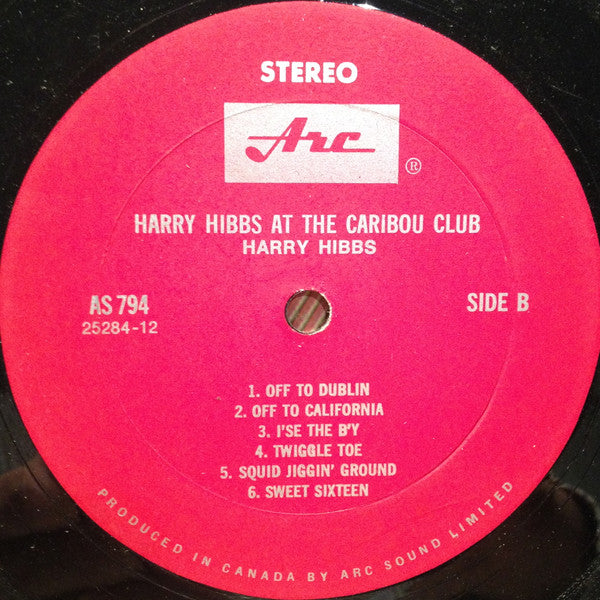 STEREO
Arc
®
HARRY HIBBS AT THE CARIBOU CLUB
HARRY HIBBS
AS 794
25284-12
SIDE B
1. OFF TO DUBLIN
2. OFF TO CALIFORNIA
3. I'SE THE B'Y
4. TWIGGLE TOE
5. SQUID JIGGIN' GROUND
6. SWEET SIXTEEN
PRODUCED IN CANADA BY ARC SOUND LIMITED